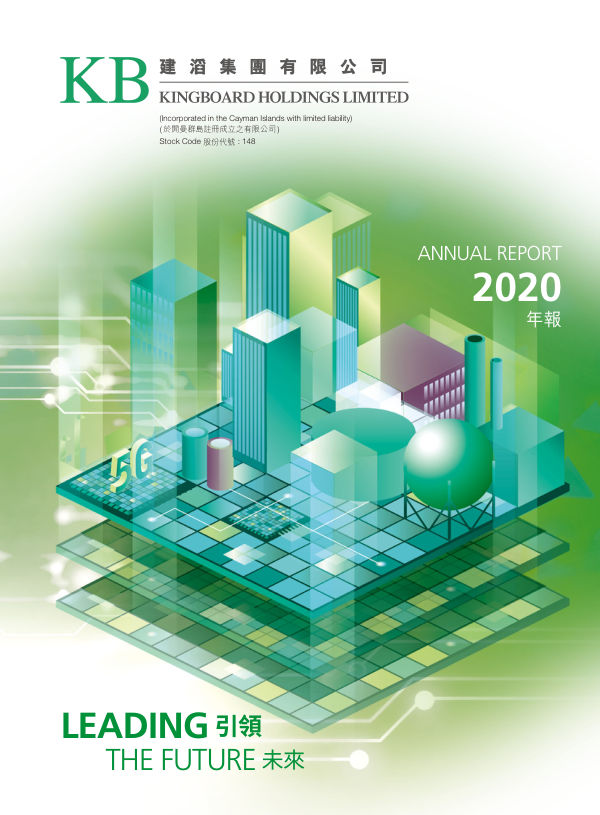 KB
建滔集團有限公司
KINGBOARD HOLDINGS LIMITED
(Incorporated in the Cayman Islands with limited liability)
(於開曼群島註冊成立之有限公司)
Stock Code 股份代號 : 148
ANNUAL REPORT
2020
年報
5G
LEADING 引領
THE FUTURE 未來